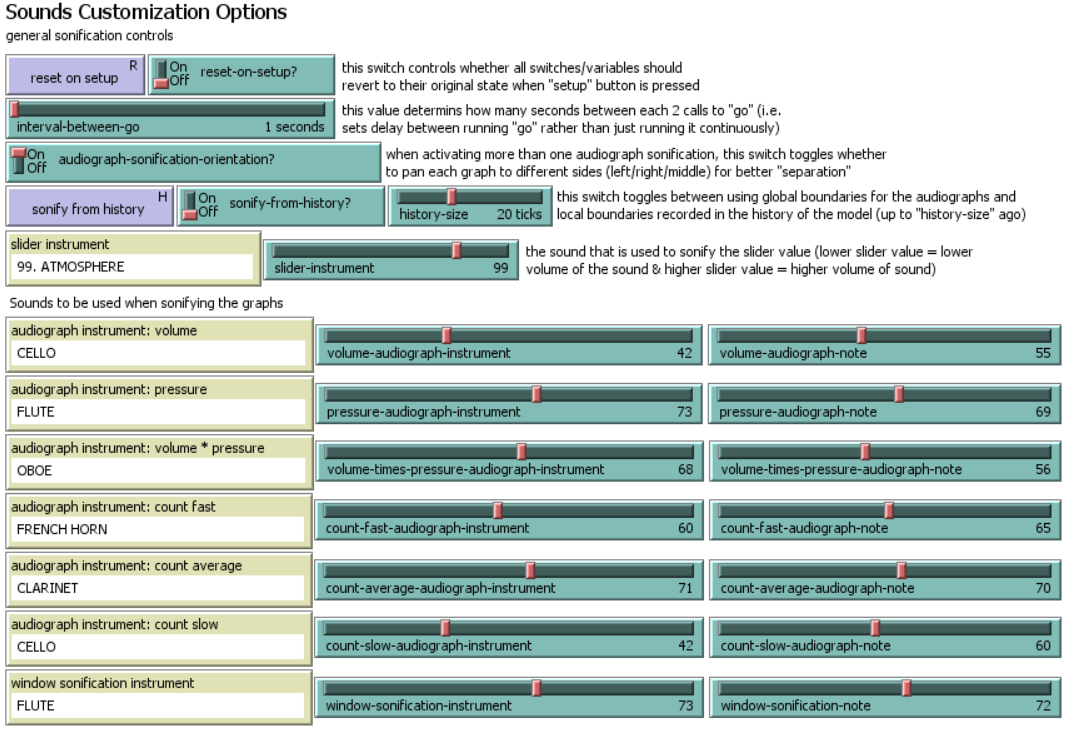 Sounds Customization Options
general sonification controls
reset on setup R
On
Off
reset-on-setup?
this switch controls whether all switches/variables should
revert to their original state when "setup" button is pressed
interval-between-go 1 seconds
this value determins how many seconds between each 2 calls to "go" (i.e.
sets delay between running "go" rather than just running it continuously)
On
Off
audiograph-sonification-orientation?
when activating more than one audiograph sonification, this switch toggles whether
to pan each graph to different sides (left/right/middle) for better "separation"
sonify from history H
On
Off
sonify-from-history?
history-size 20 ticks
this switch toggles between using global boundaries for the audiographs and
local boundaries recorded in the history of the model (up to "history-size" ago)
slider instrument
99. ATMOSPHERE
slider-instrument 99
the sound that is used to sonify the slider value (lower slider value = lower
volume of the sound & higher slider value = higher volume of sound)
Sounds to be used when sonifying the graphs
audiograph instrument: volume
CELLO
volume-audiograph-instrument 42
volume-audiograph-note 55
audiograph instrument: pressure
FLUTE
pressure-audiograph-instrument 73
pressure-audiograph-note 69
audiograph instrument: volume * pressure
OBOE
volume-times-pressure-audiograph-instrument 68
volume-times-pressure-audiograph-note 56
audiograph instrument: count fast
FRENCH HORN
count-fast-audiograph-instrument 60
count-fast-audiograph-note 65
audiograph instrument: count average
CLARINET
count-average-audiograph-instrument 71
count-average-audiograph-note 70
audiograph instrument: count slow
CELLO
count-slow-audiograph-instrument 42
count-slow-audiograph-note 60
window sonification instrument
FLUTE
window-sonification-instrument 73
window-sonification-note 72